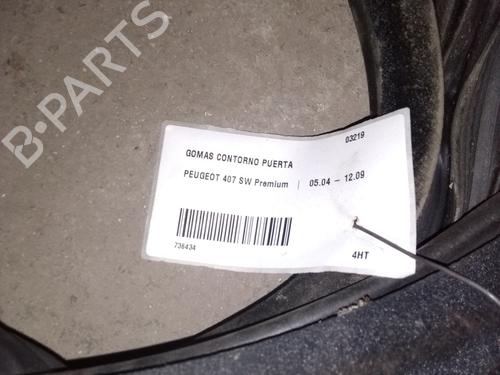 B-PARTS
03219
GOMAS CONTORNO PUERTA
PEUGEOT 407 SW Premium | 05.04 – 12.09
736434
4HT